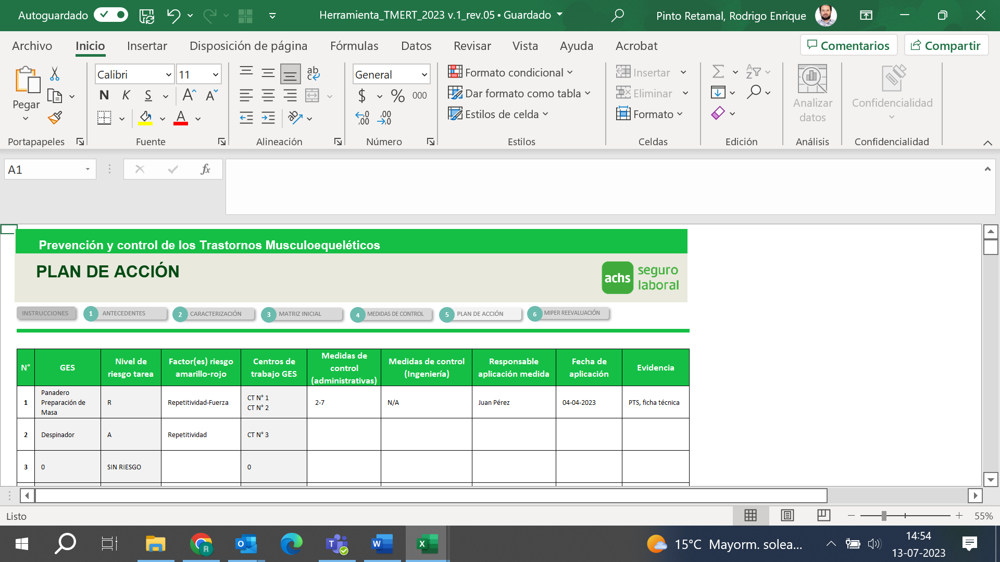 Autoguardado
Herramienta_TMERT_2023 v.1_rev.05 • Guardado
Pinto Retamal, Rodrigo Enrique
Archivo Inicio Insertar Disposición de página Fórmulas Datos Revisar Vista Ayuda Acrobat
Comentarios Compartir
Pegar
Calibri 11
N K S
General
$ % 000
Formato condicional
Dar formato como tabla
Estilos de celda
Insertar
Eliminar
Formato
Analizar
datos
Confidencialidad
Portapapeles Fuente Alineación Número Estilos Celdas Edición Análisis Confidencialidad
A1
fx
Prevención y control de los Trastornos Musculoequeléticos
PLAN DE ACCIÓN
achs
seguro
laboral
INSTRUCCIONES 1 ANTECEDENTES 2 CARACTERIZACIÓN 3 MATRIZ INICIAL 4 MEDIDAS DE CONTROL 5 PLAN DE ACCIÓN 6 MIPER REEVALUACIÓN
N°
GES
Nivel de
riesgo tarea
Factor(es) riesgo
amarillo-rojo
Centros de
trabajo GES
Medidas de
control
(administrativas)
Medidas de control
(Ingeniería)
Responsable
aplicación medida
Fecha de
aplicación
Evidencia
1
Panadero
Preparación de
Masa
R
Repetitividad-Fuerza
CT N° 1
CT N° 2
2-7
N/A
Juan Pérez
04-04-2023
PTS, ficha técnica
2
Despinador
A
Repetitividad
CT N° 3
3
0
SIN RIESGO
0
Listo
55%
15°C Mayorm. solea...
14:54
13-07-2023